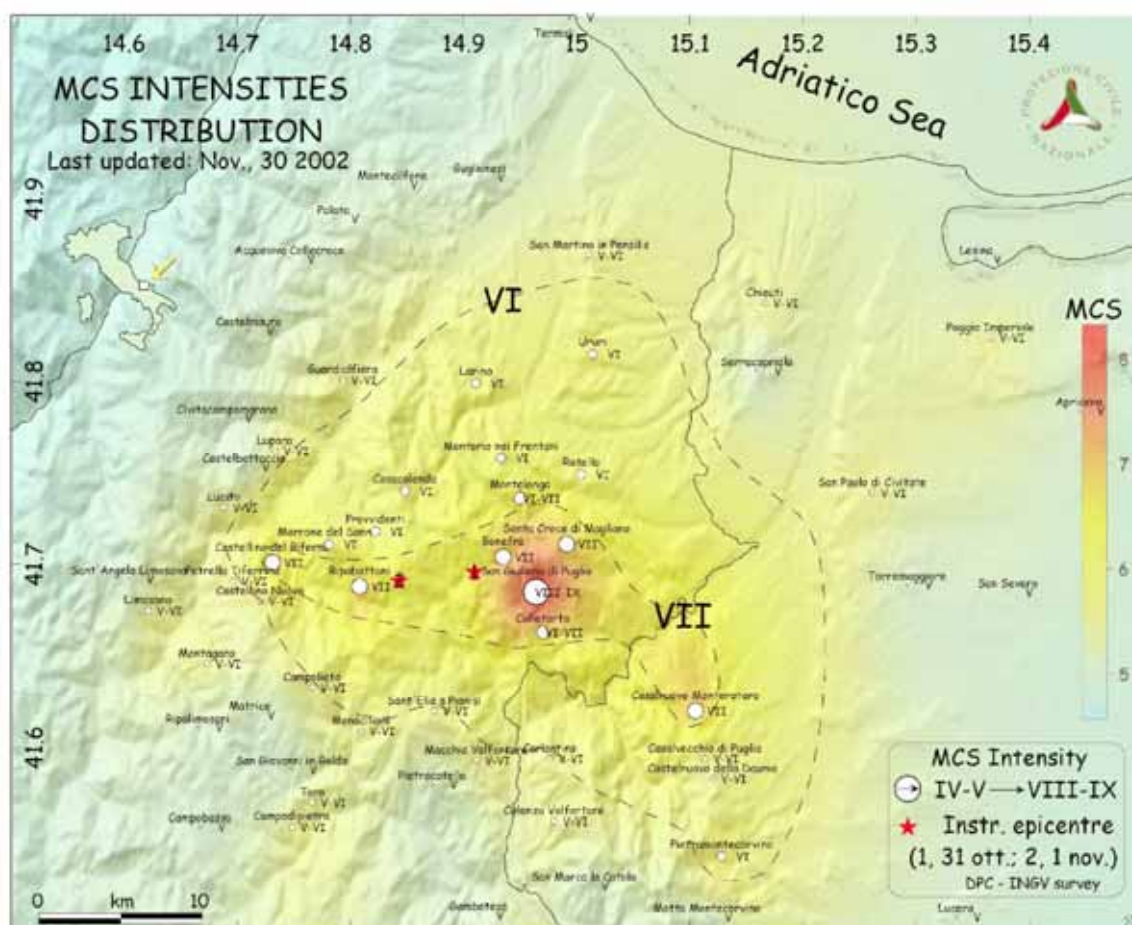 14.6 14.7 14.8 14.9 15 15.1 15.2 15.3 15.4
Adriatico Sea
MCS INTENSITIES
DISTRIBUTION
Last updated: Nov., 30 2002
PROTEZIONE CIVILE
NAZIONALE
41.9
41.8
41.7
41.6
Montecilfone
Guglionesi
Palata
Acquaviva Collecroce
San Martino in Pensilis
V-VI
Lesina
VI
Chieuti
V-VI
MCS
8
7
6
5
Castelmauro
Ururi
VI
Poggio Imperiale
V-VI
Guardialfiera
V-VI
Larino
VI
Serracapriola
Apricena
Civitacampomarano
Lupara
V-VI
Castelbottaccio
Montorio nei Frentani
VI
Rotello
VI
Casacalenda
VI
Montelongo
VI-VII
San Paolo di Civitate
V-VI
Lucito
V-VI
Provvidenti
VI
Morrone del Sannio
VI
Santa Croce di Magliano
VII
Bonefro
VII
Castellino del Biferno
VII
Sant'Angelo Limosano
Petrella Tifernina
V-VI
Ripabottoni
VII
San Giuliano di Puglia
VIII-IX
Torremaggiore
San Severo
Limosano
V-VI
V-VI
Colletorto
VI-VII
VII
Montagano
V-VI
Campolieto
V-VI
Casalnuovo Monterotaro
VII
Matrice
Sant'Elia a Pianisi
V-VI
Ripalimosani
Monacilioni
V-VI
Macchia Valfortore
V-VI
Carlantino
V-VI
Casalvecchio di Puglia
V-VI
Castelnuovo della Daunia
V-VI
San Giovanni in Galdo
Pietracatella
Toro
V-VI
Campobasso
Campodipietra
V-VI
Celenza Valfortore
V-VI
Pietramontecorvino
VI
San Marco la Catola
Gambatesa
Motta Montecorvino
Lucera
MCS Intensity
IV-V → VIII-IX
Instr. epicentre
(1, 31 ott.; 2, 1 nov.)
DPC - INGV survey
0 km 10